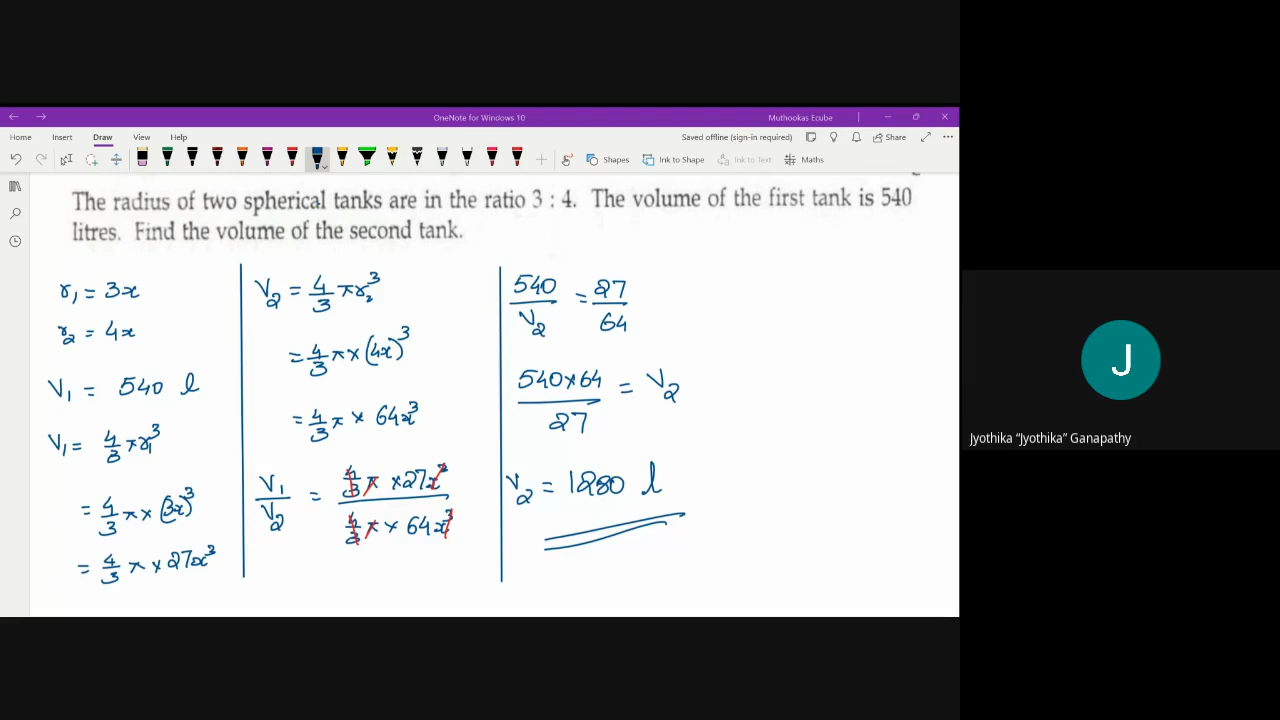 OneNote for Windows 10
Muthookas Ecube
Home Insert Draw View Help
Saved offline (sign-in required)
Share
Shapes
Ink to Shape
Ink to Text
Maths
The radius of two spherical tanks are in the ratio 3 : 4. The volume of the first tank is 540
litres. Find the volume of the second tank.
r₁ = 3x
r₂ = 4x
V₁ = 540 l
V₁ = 4/3 πr₁³
= 4/3 π × (3x)³
= 4/3 π × 27x³
V₂ = 4/3 πr₂³
= 4/3 π × (4x)³
= 4/3 π × 64x³
V₁/V₂ = (4/3 π × 27x³)/(4/3 π × 64x³)
540/V₂ = 27/64
(540×64)/27 = V₂
V₂ = 1280 l
J
Jyothika “Jyothika” Ganapathy